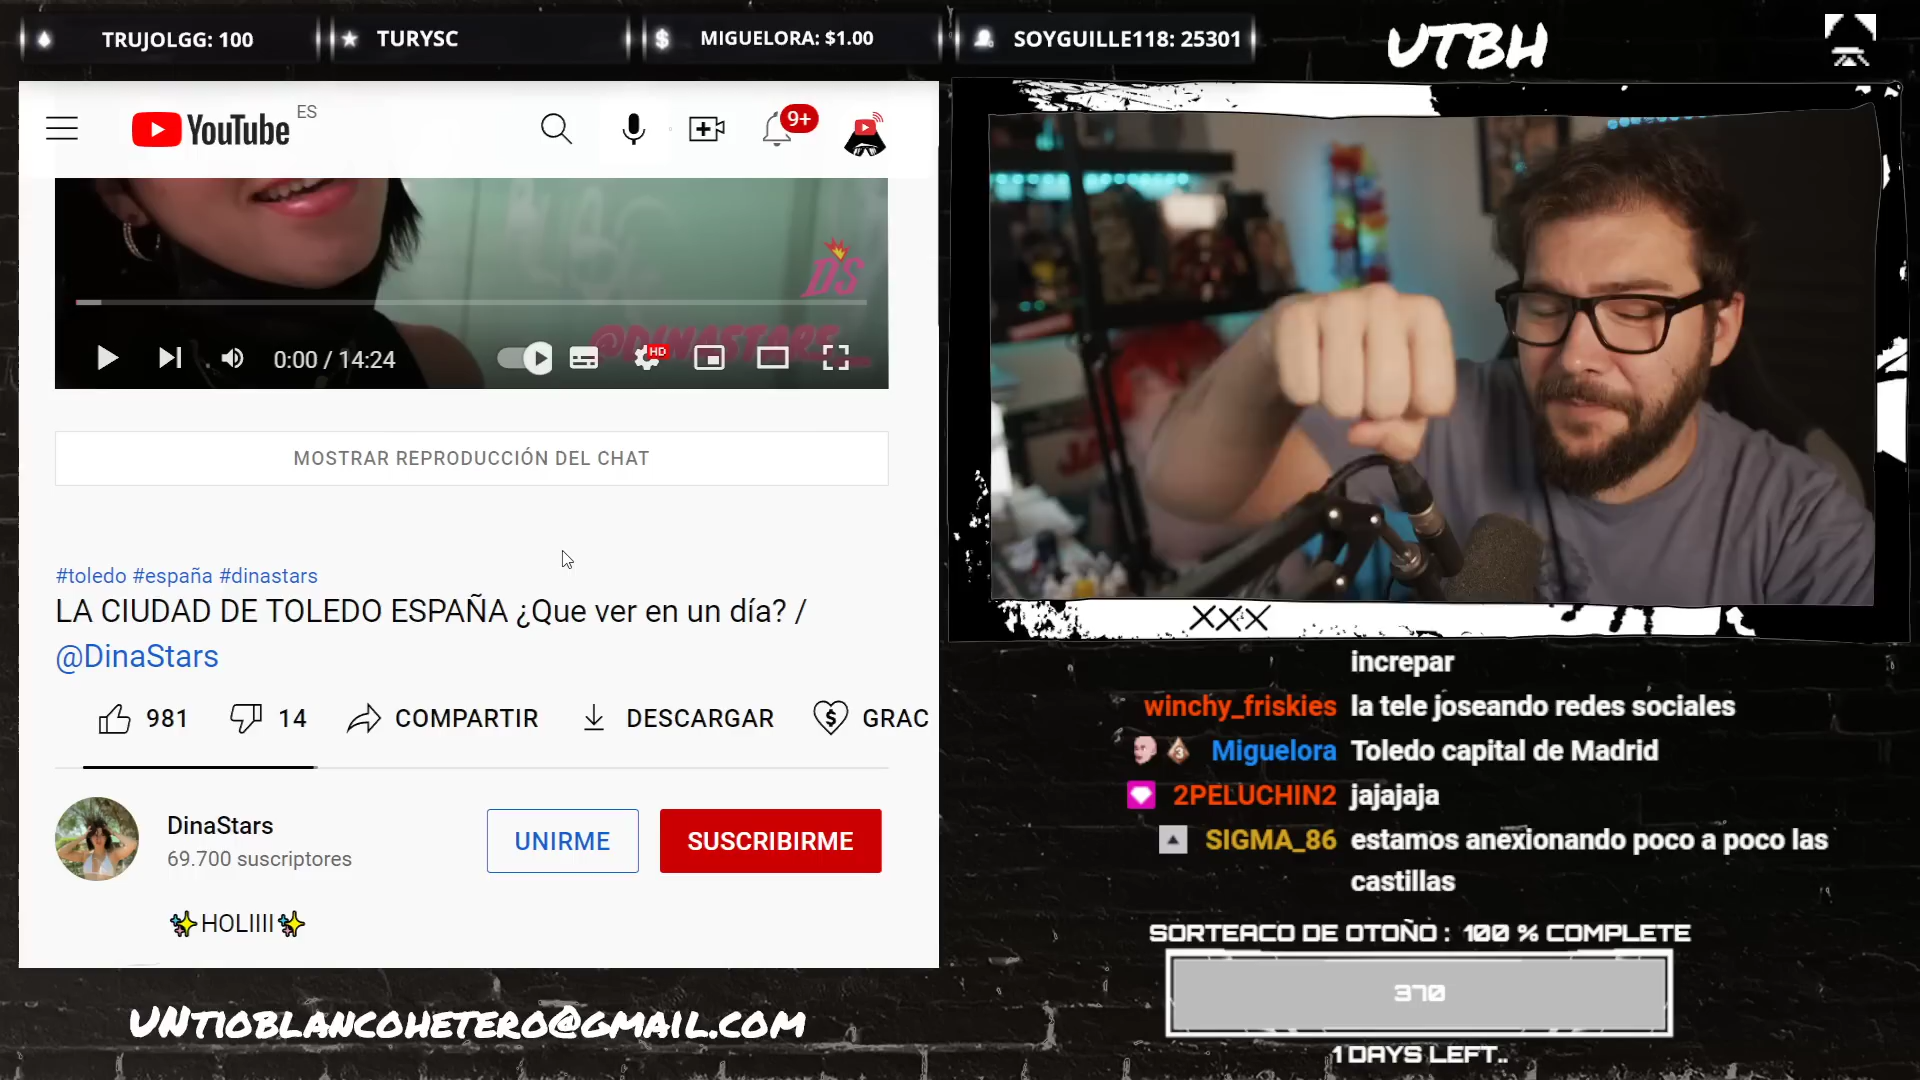 TRUJOLGG: 100
TURYSC
MIGUELORA: $1.00
SOYGUILLE118: 25301
UTBH
YouTube ES
9+
DS
@DINASTARS
0:00 / 14:24
HD
MOSTRAR REPRODUCCIÓN DEL CHAT
#toledo #españa #dinastars
LA CIUDAD DE TOLEDO ESPAÑA ¿Que ver en un día? /
@DinaStars
981
14
COMPARTIR
DESCARGAR
GRAC
DinaStars
69.700 suscriptores
UNIRME
SUSCRIBIRME
✨HOLIIII✨
UNTIOBLANCOHETERO@GMAIL.COM
XXX
increpar
winchy_friskies la tele joseando redes sociales
3 Miguelora Toledo capital de Madrid
2PELUCHIN2 jajajaja
SIGMA_86 estamos anexionando poco a poco las
castillas
SORTEACO DE OTOÑO : 100 % COMPLETE
370
1 DAYS LEFT..